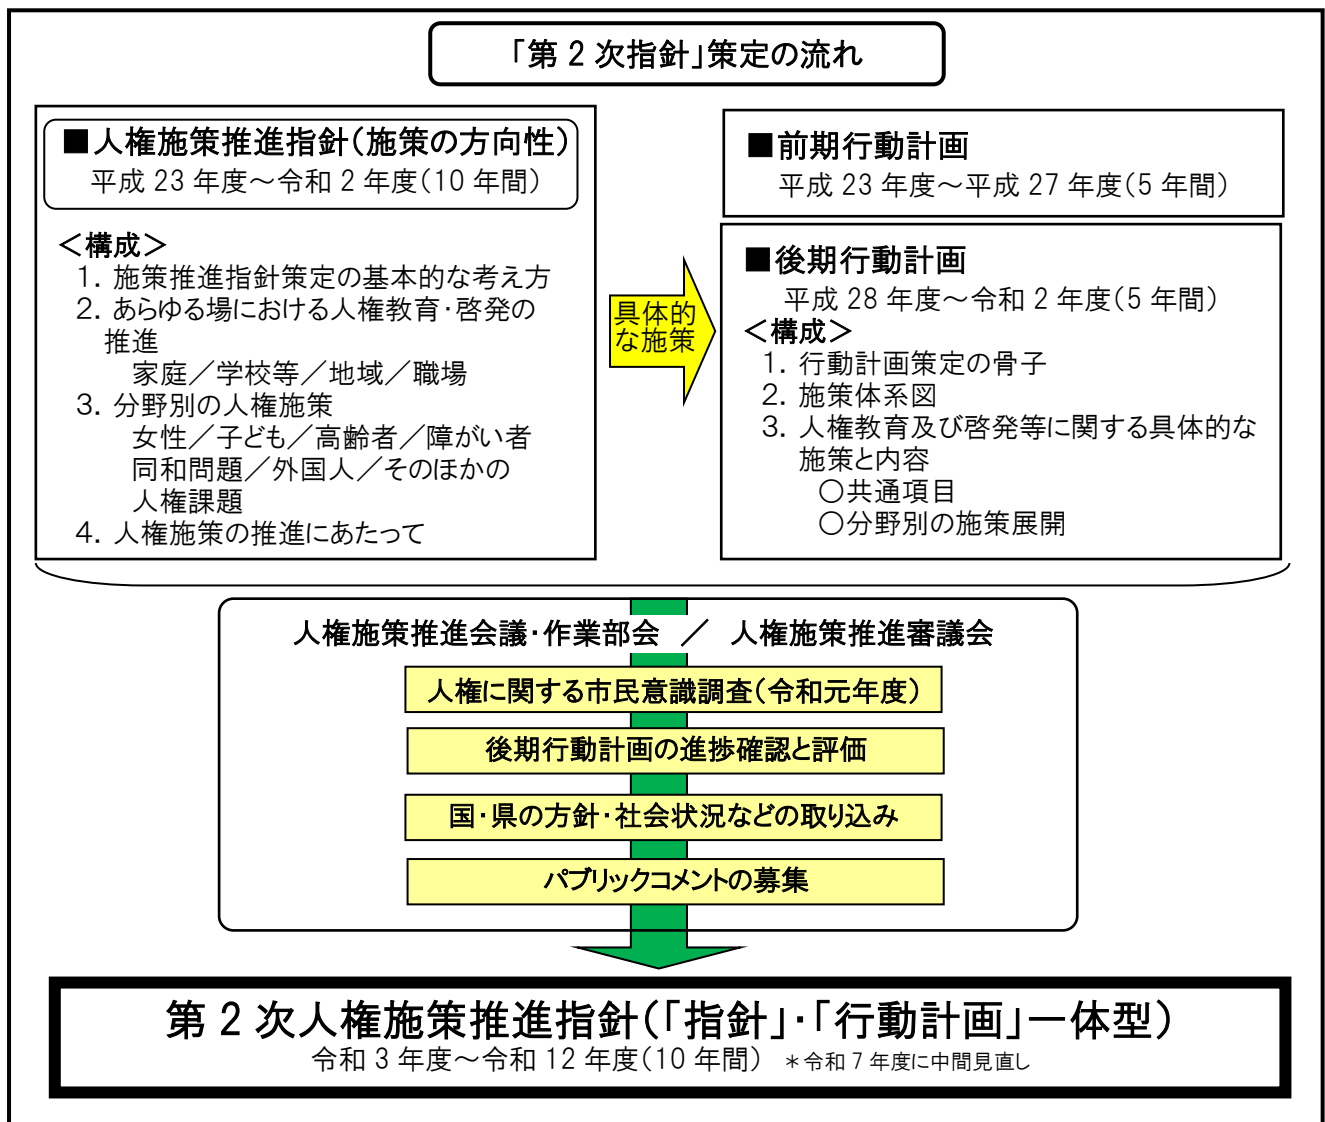 「第２次指針」策定の流れ
■人権施策推進指針（施策の方向性）
平成 23 年度～令和 2 年度（10 年間）
＜構成＞
1．施策推進指針策定の基本的な考え方
2．あらゆる場における人権教育・啓発の
推進
家庭／学校等／地域／職場
3．分野別の人権施策
女性／子ども／高齢者／障がい者
同和問題／外国人／そのほかの
人権課題
4．人権施策の推進にあたって
具体的
な施策
■前期行動計画
平成 23 年度～平成 27 年度（5 年間）
■後期行動計画
平成 28 年度～令和 2 年度（5 年間）
＜構成＞
1．行動計画策定の骨子
2．施策体系図
3．人権教育及び啓発等に関する具体的な
施策と内容
○共通項目
○分野別の施策展開
人権施策推進会議・作業部会　／　人権施策推進審議会
人権に関する市民意識調査（令和元年度）
後期行動計画の進捗確認と評価
国・県の方針・社会状況などの取り込み
パブリックコメントの募集
第２次人権施策推進指針（「指針」・「行動計画」一体型）
令和 3 年度～令和 12 年度（10 年間）　＊令和 7 年度に中間見直し